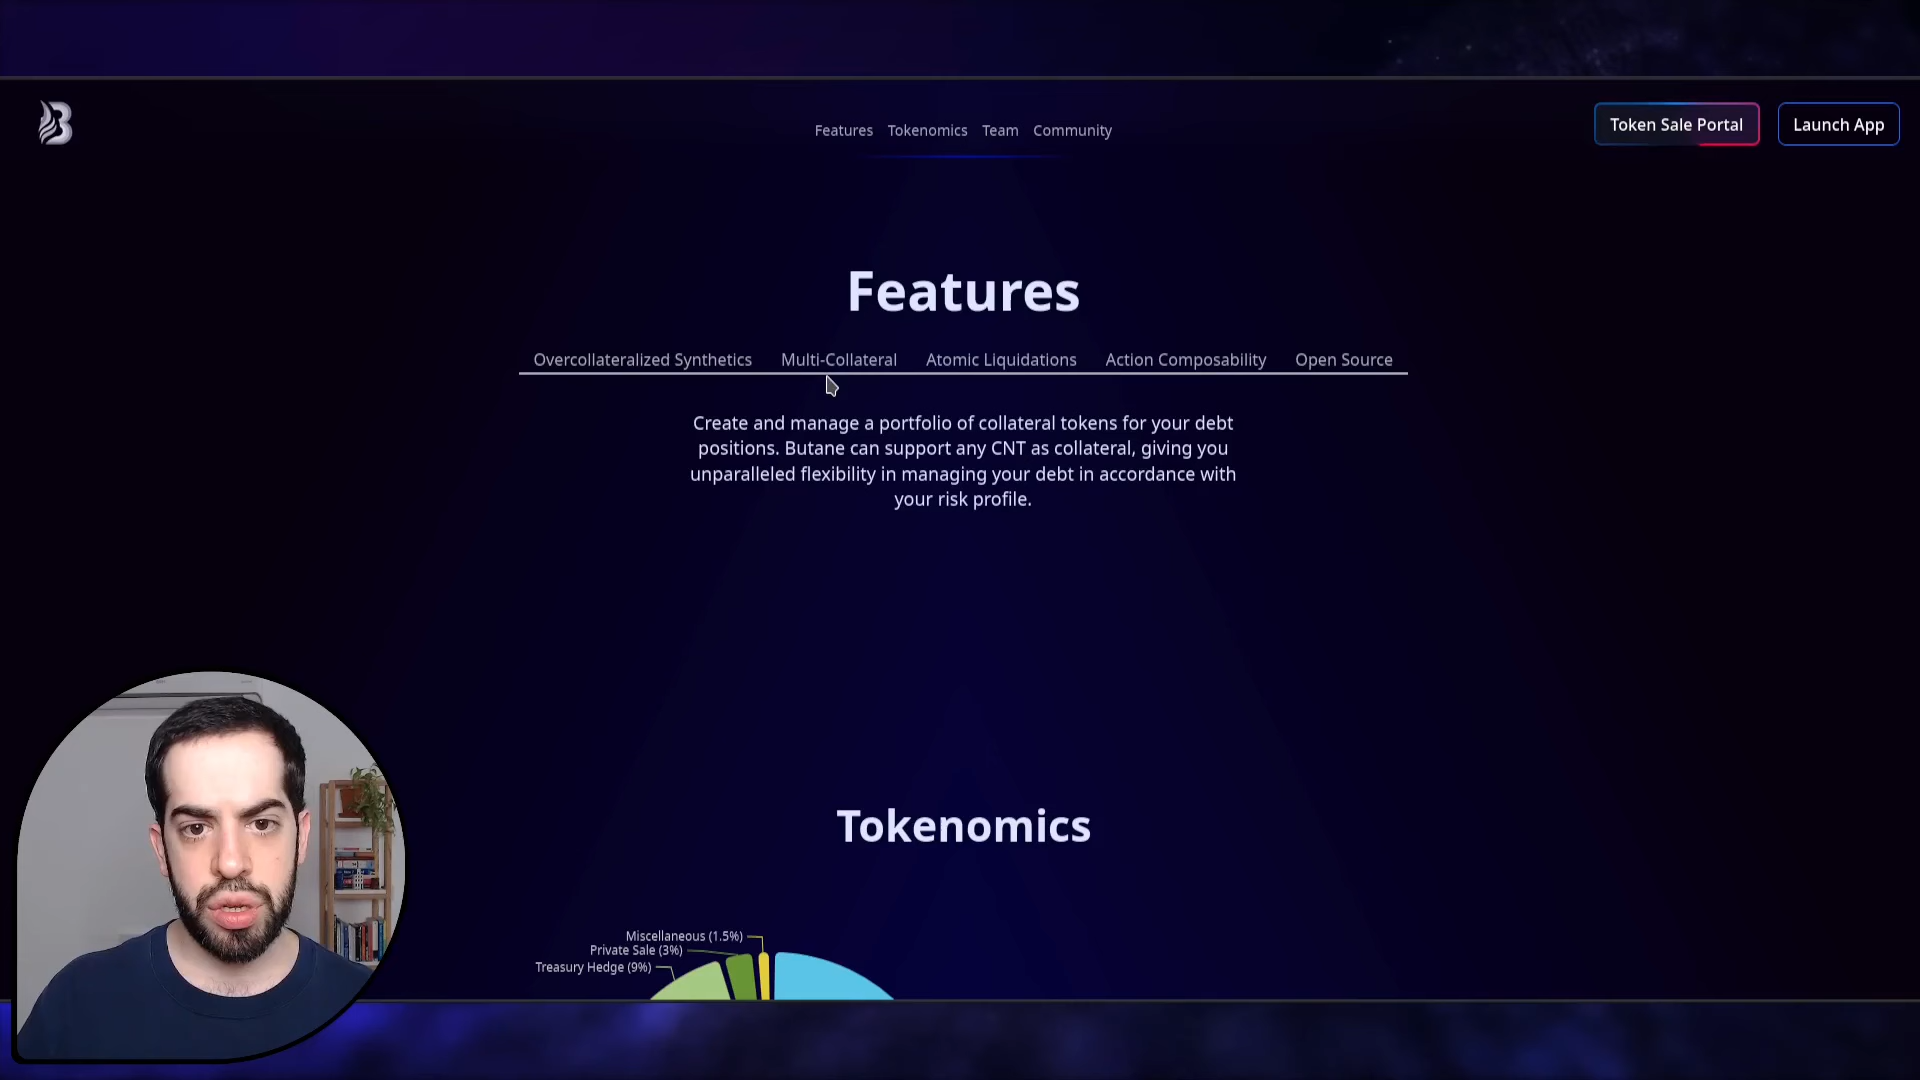 Features Tokenomics Team Community
Token Sale Portal
Launch App
Features
Overcollateralized Synthetics Multi-Collateral Atomic Liquidations Action Composability Open Source
Create and manage a portfolio of collateral tokens for your debt
positions. Butane can support any CNT as collateral, giving you
unparalleled flexibility in managing your debt in accordance with
your risk profile.
Tokenomics
Miscellaneous (1.5%)
Private Sale (3%)
Treasury Hedge (9%)